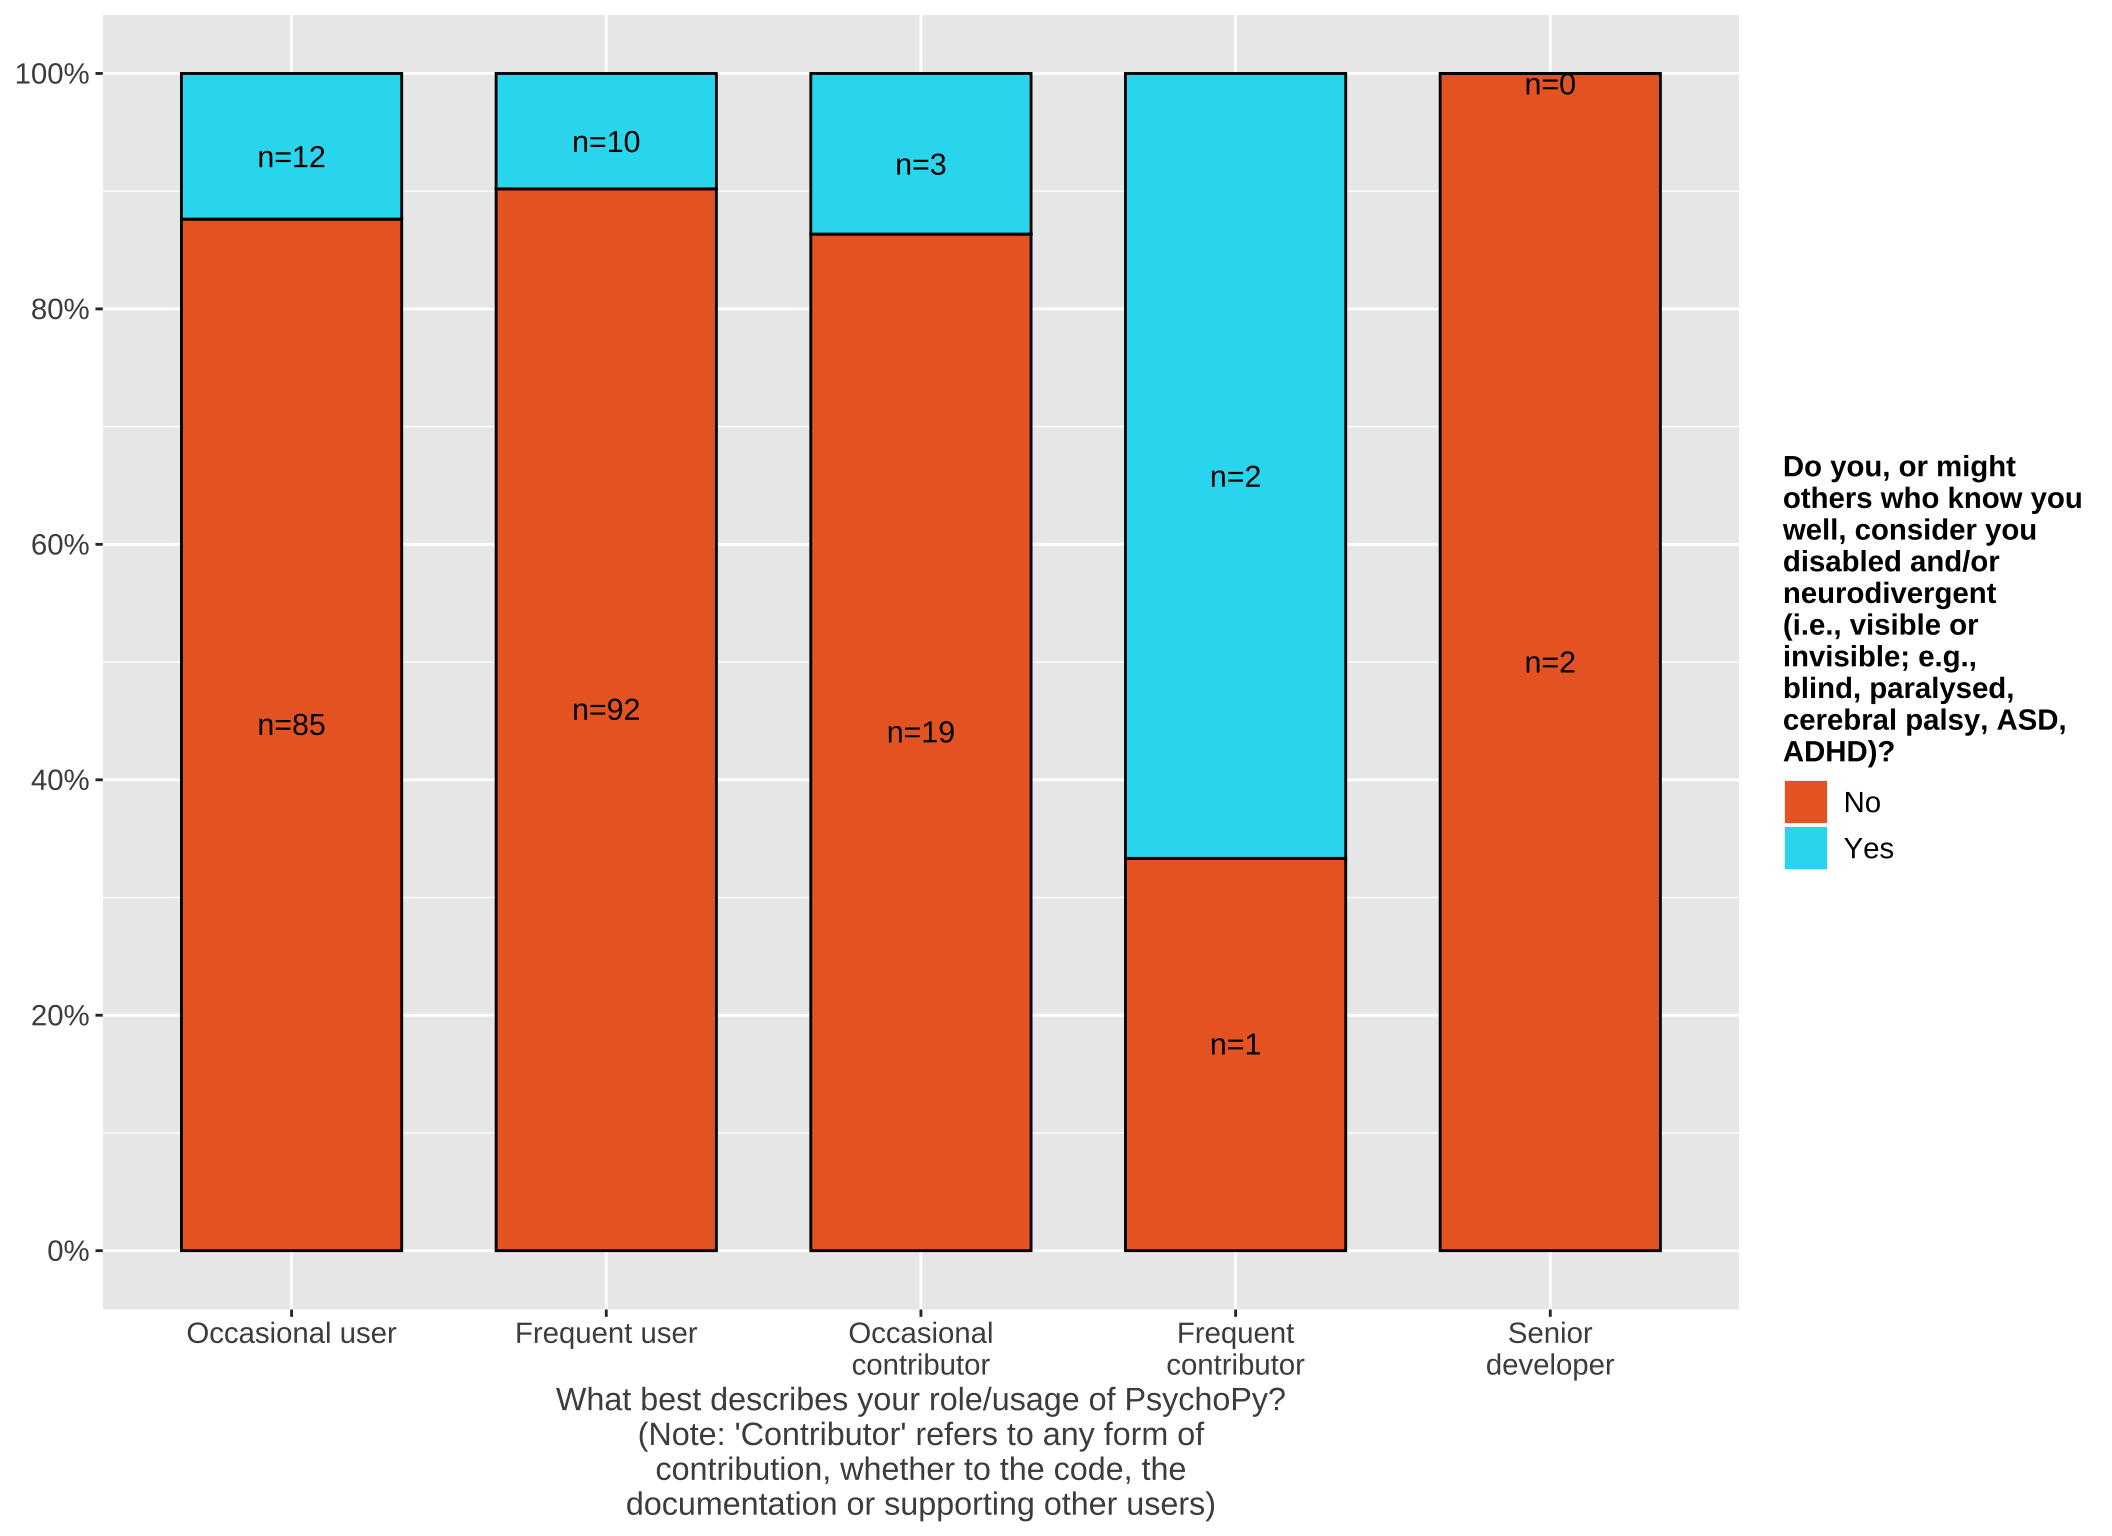 100%
80%
60%
40%
20%
0%
n=12
n=10
n=3
n=2
n=0
n=85
n=92
n=19
n=1
n=2
Occasional user
Frequent user
Occasional
contributor
Frequent
contributor
Senior
developer
What best describes your role/usage of PsychoPy?
(Note: 'Contributor' refers to any form of
contribution, whether to the code, the
documentation or supporting other users)
Do you, or might
others who know you
well, consider you
disabled and/or
neurodivergent
(i.e., visible or
invisible; e.g.,
blind, paralysed,
cerebral palsy, ASD,
ADHD)?
No
Yes